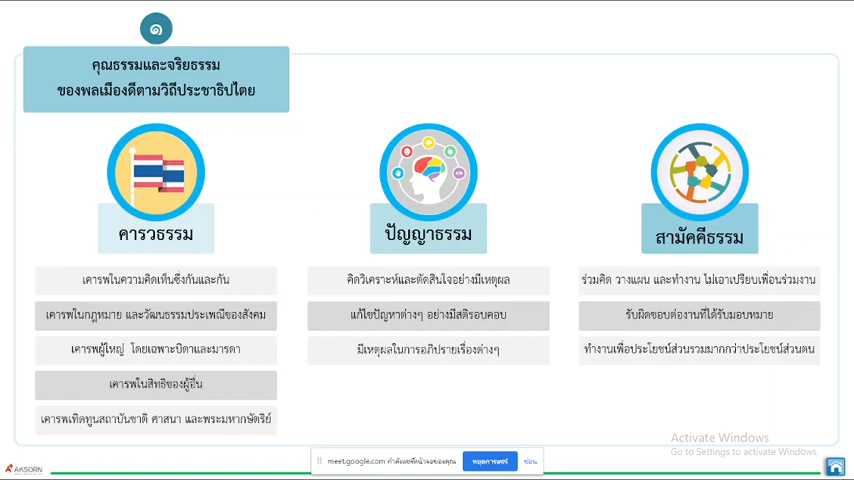 ๑
คุณธรรมและจริยธรรม
ของพลเมืองดีตามวิถีประชาธิปไตย
คารวธรรม
เคารพในความคิดเห็นซึ่งกันและกัน
เคารพในกฎหมาย และวัฒนธรรมประเพณีของสังคม
เคารพผู้ใหญ่ โดยเฉพาะบิดาและมารดา
เคารพในสิทธิของผู้อื่น
เคารพเทิดทูนสถาบันชาติ ศาสนา และพระมหากษัตริย์
ปัญญาธรรม
คิดวิเคราะห์และตัดสินใจอย่างมีเหตุผล
แก้ไขปัญหาต่างๆ อย่างมีสติรอบคอบ
มีเหตุผลในการอภิปรายเรื่องต่างๆ
สามัคคีธรรม
ร่วมคิด วางแผน และทำงาน ไม่เอาเปรียบเพื่อนร่วมงาน
รับผิดชอบต่องานที่ได้รับมอบหมาย
ทำงานเพื่อประโยชน์ส่วนรวมมากกว่าประโยชน์ส่วนตน
Activate Windows
Go to Settings to activate Windows.
meet.google.com กำลังแชร์หน้าจอของคุณ
หยุดการแชร์
ซ่อน
AKSORN